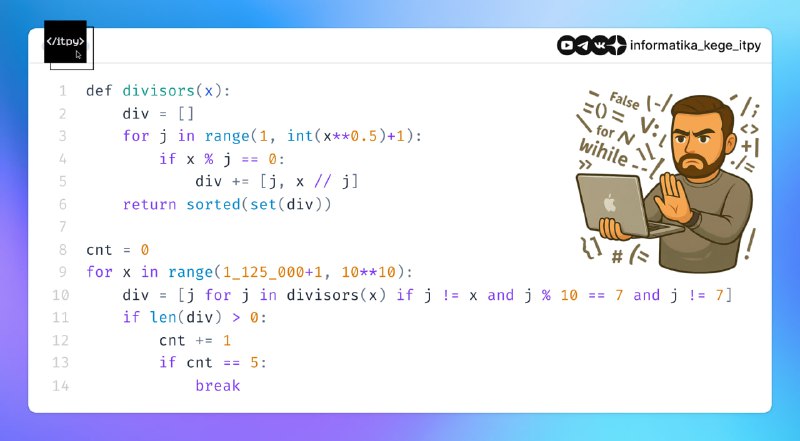 </itpy>
informatika_kege_itpy
1 def divisors(x):
2 div = []
3 for j in range(1, int(x**0.5)+1):
4 if x % j == 0:
5 div += [j, x // j]
6 return sorted(set(div))
7
8 cnt = 0
9 for x in range(1_125_000+1, 10**10):
10 div = [j for j in divisors(x) if j != x and j % 10 == 7 and j != 7]
11 if len(div) > 0:
12 cnt += 1
13 if cnt == 5:
14 break
False
for
wihile